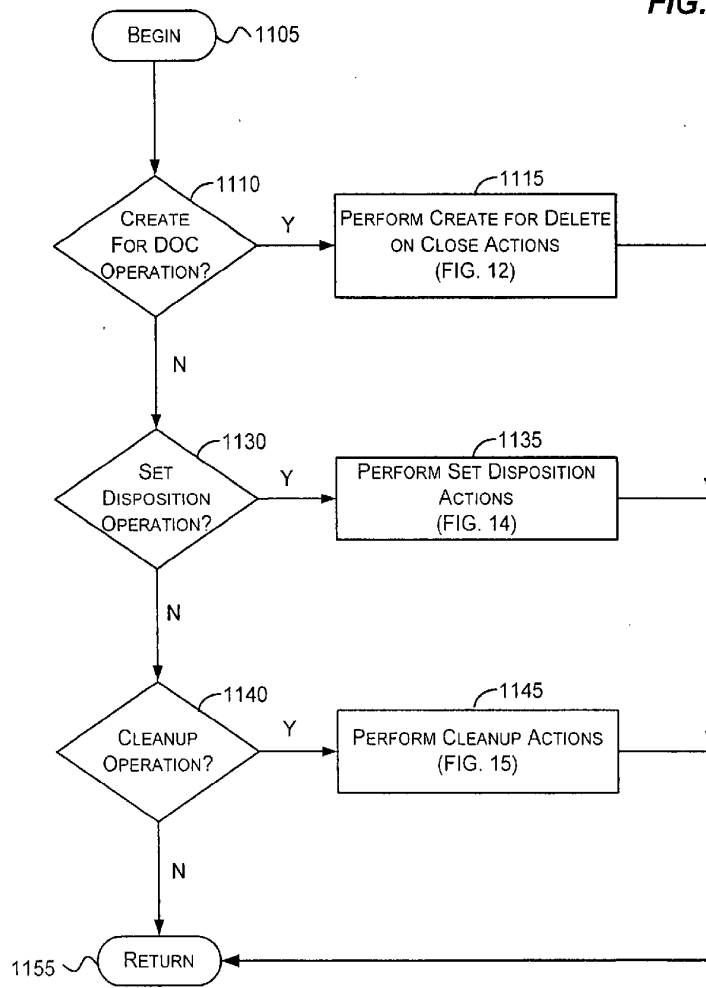 FIG.
BEGIN
1105
1110
CREATE
FOR DOC
OPERATION?
Y
1115
PERFORM CREATE FOR DELETE
ON CLOSE ACTIONS
(FIG. 12)
N
1130
SET
DISPOSITION
OPERATION?
Y
1135
PERFORM SET DISPOSITION
ACTIONS
(FIG. 14)
N
1140
CLEANUP
OPERATION?
Y
1145
PERFORM CLEANUP ACTIONS
(FIG. 15)
N
1155
RETURN